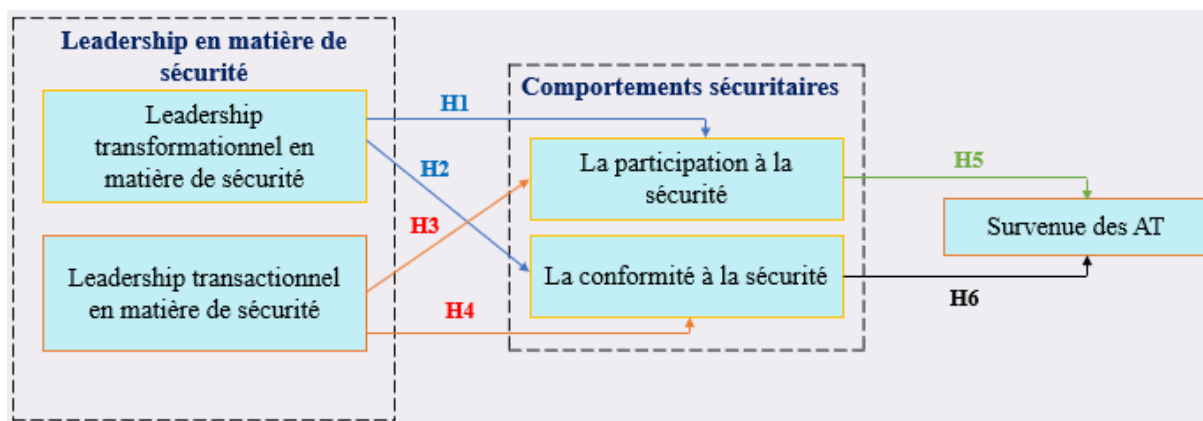 Leadership en matière de
sécurité
Leadership
transformationnel en
matière de sécurité
Leadership transactionnel
en matière de sécurité
H1
H2
H3
H4
Comportements sécuritaires
La participation à la
sécurité
La conformité à la sécurité
H5
H6
Survenue des AT